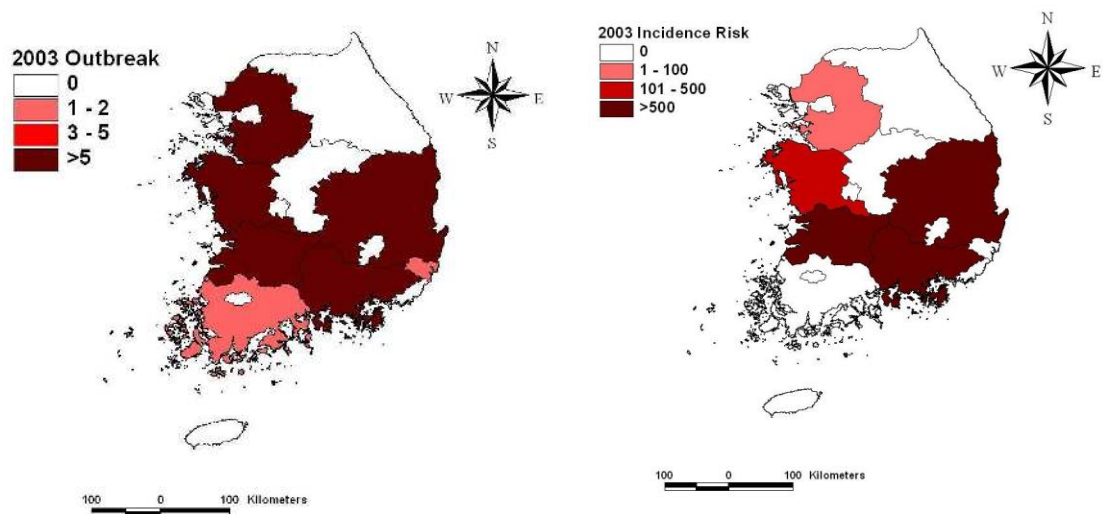 2003 Outbreak
0
1 - 2
3 - 5
>5
N
W E
S
100 0 100 Kilometers
2003 Incidence Risk
0
1 - 100
101 - 500
>500
N
W E
S
100 0 100 Kilometers